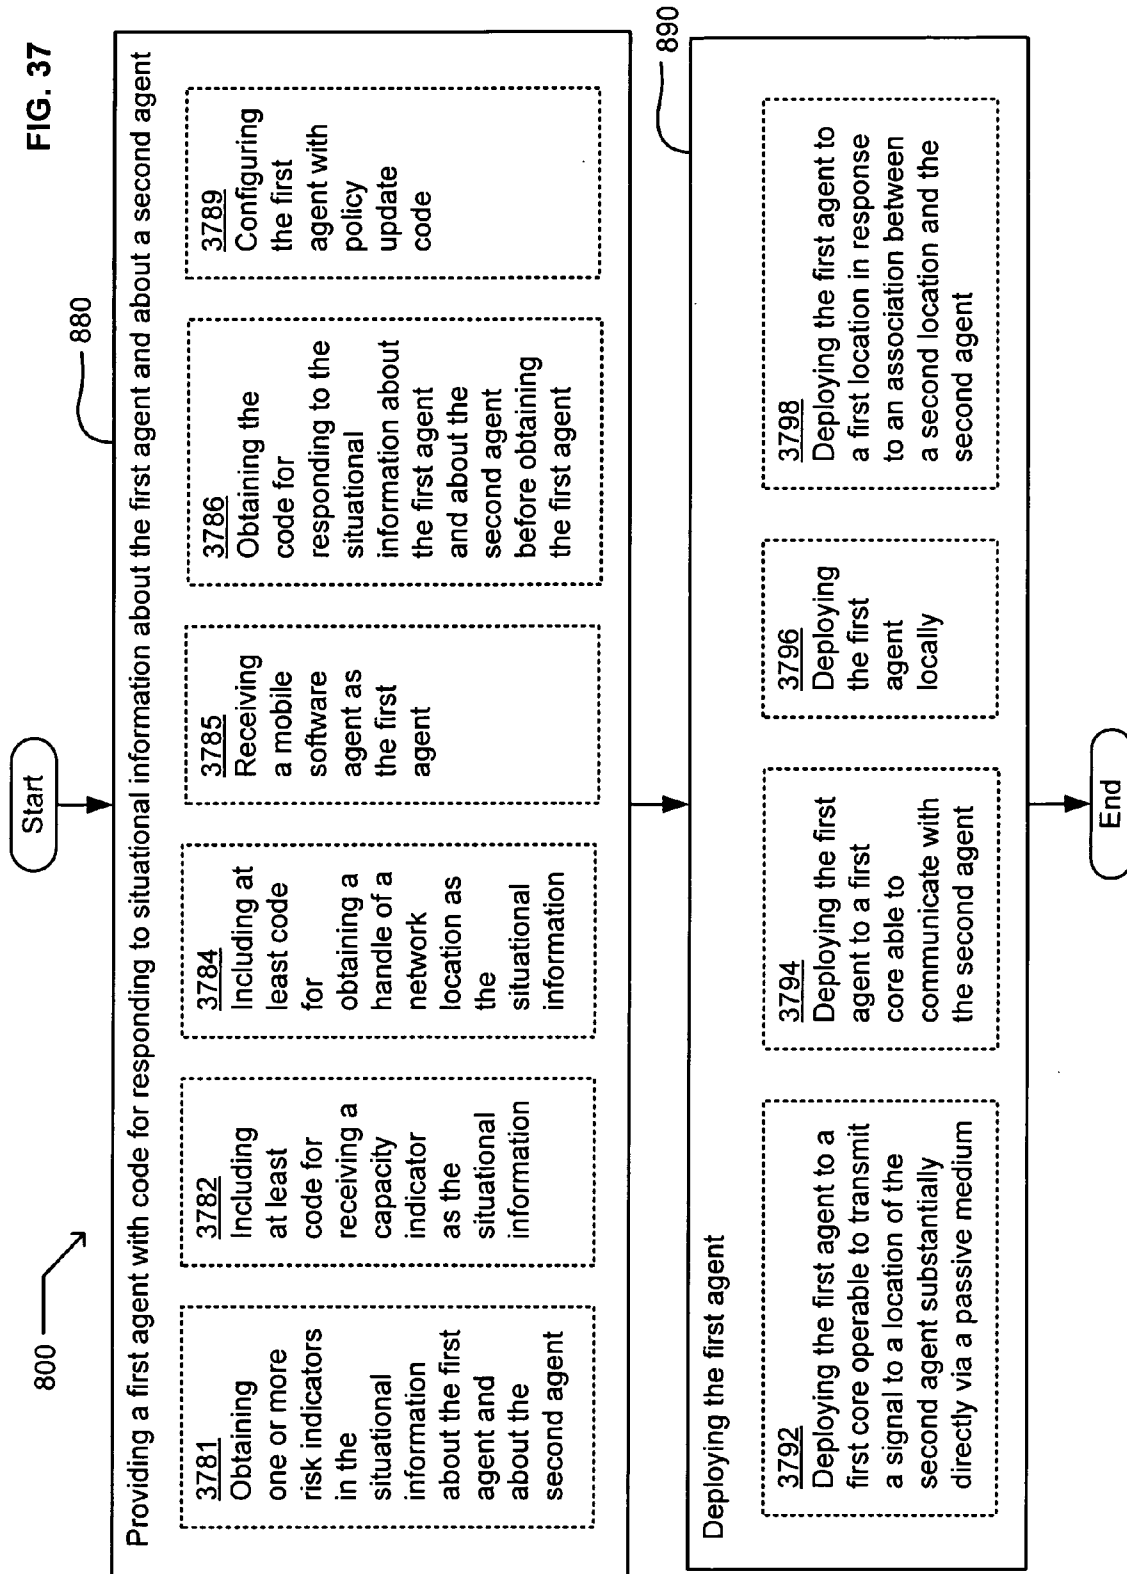 FIG. 37
800
Start
880
Providing a first agent with code for responding to situational information about the first agent and about a second agent
3781
Obtaining
one or more
risk indicators
in the
situational
information
about the first
agent and
about the
second agent
3782
Including
at least
code for
receiving a
capacity
indicator
as the
situational
information
3784
Including at
least code
for
obtaining a
handle of a
network
location as
the
situational
information
3785
Receiving
a mobile
software
agent as
the first
agent
3786
Obtaining the
code for
responding to the
situational
information about
the first agent
and about the
second agent
before obtaining
the first agent
3789
Configuring
the first
agent with
policy
update
code
890
Deploying the first agent
3792
Deploying the first agent to a
first core operable to transmit
a signal to a location of the
second agent substantially
directly via a passive medium
3794
Deploying the first
agent to a first
core able to
communicate with
the second agent
3796
Deploying
the first
agent
locally
3798
Deploying the first agent to
a first location in response
to an association between
a second location and the
second agent
End